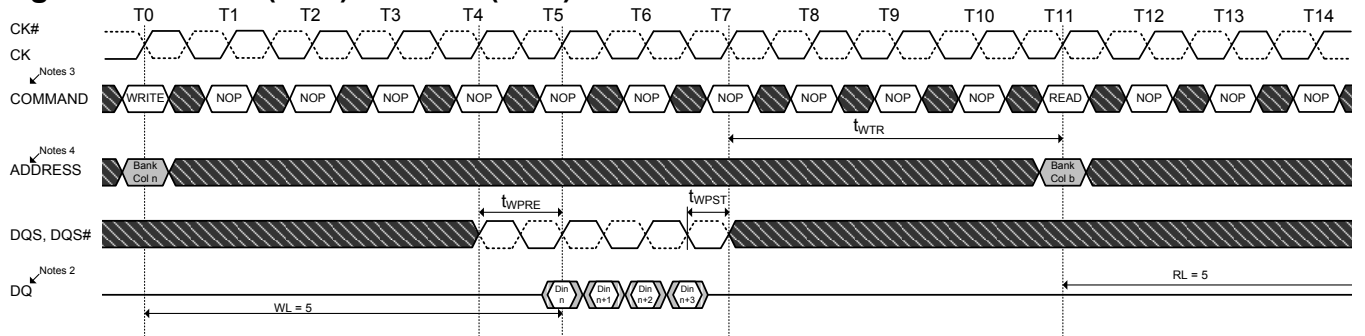 T0 T1 T2 T3 T4 T5 T6 T7 T8 T9 T10 T11 T12 T13 T14
CK#
CK
Notes 3
COMMAND WRITE NOP NOP NOP NOP NOP NOP NOP NOP NOP NOP READ NOP NOP NOP
tWTR
Notes 4
ADDRESS Bank Col n Bank Col b
tWPRE tWPST
DQS, DQS#
Notes 2
DQ Din n Din n+1 Din n+2 Din n+3
RL = 5
WL = 5